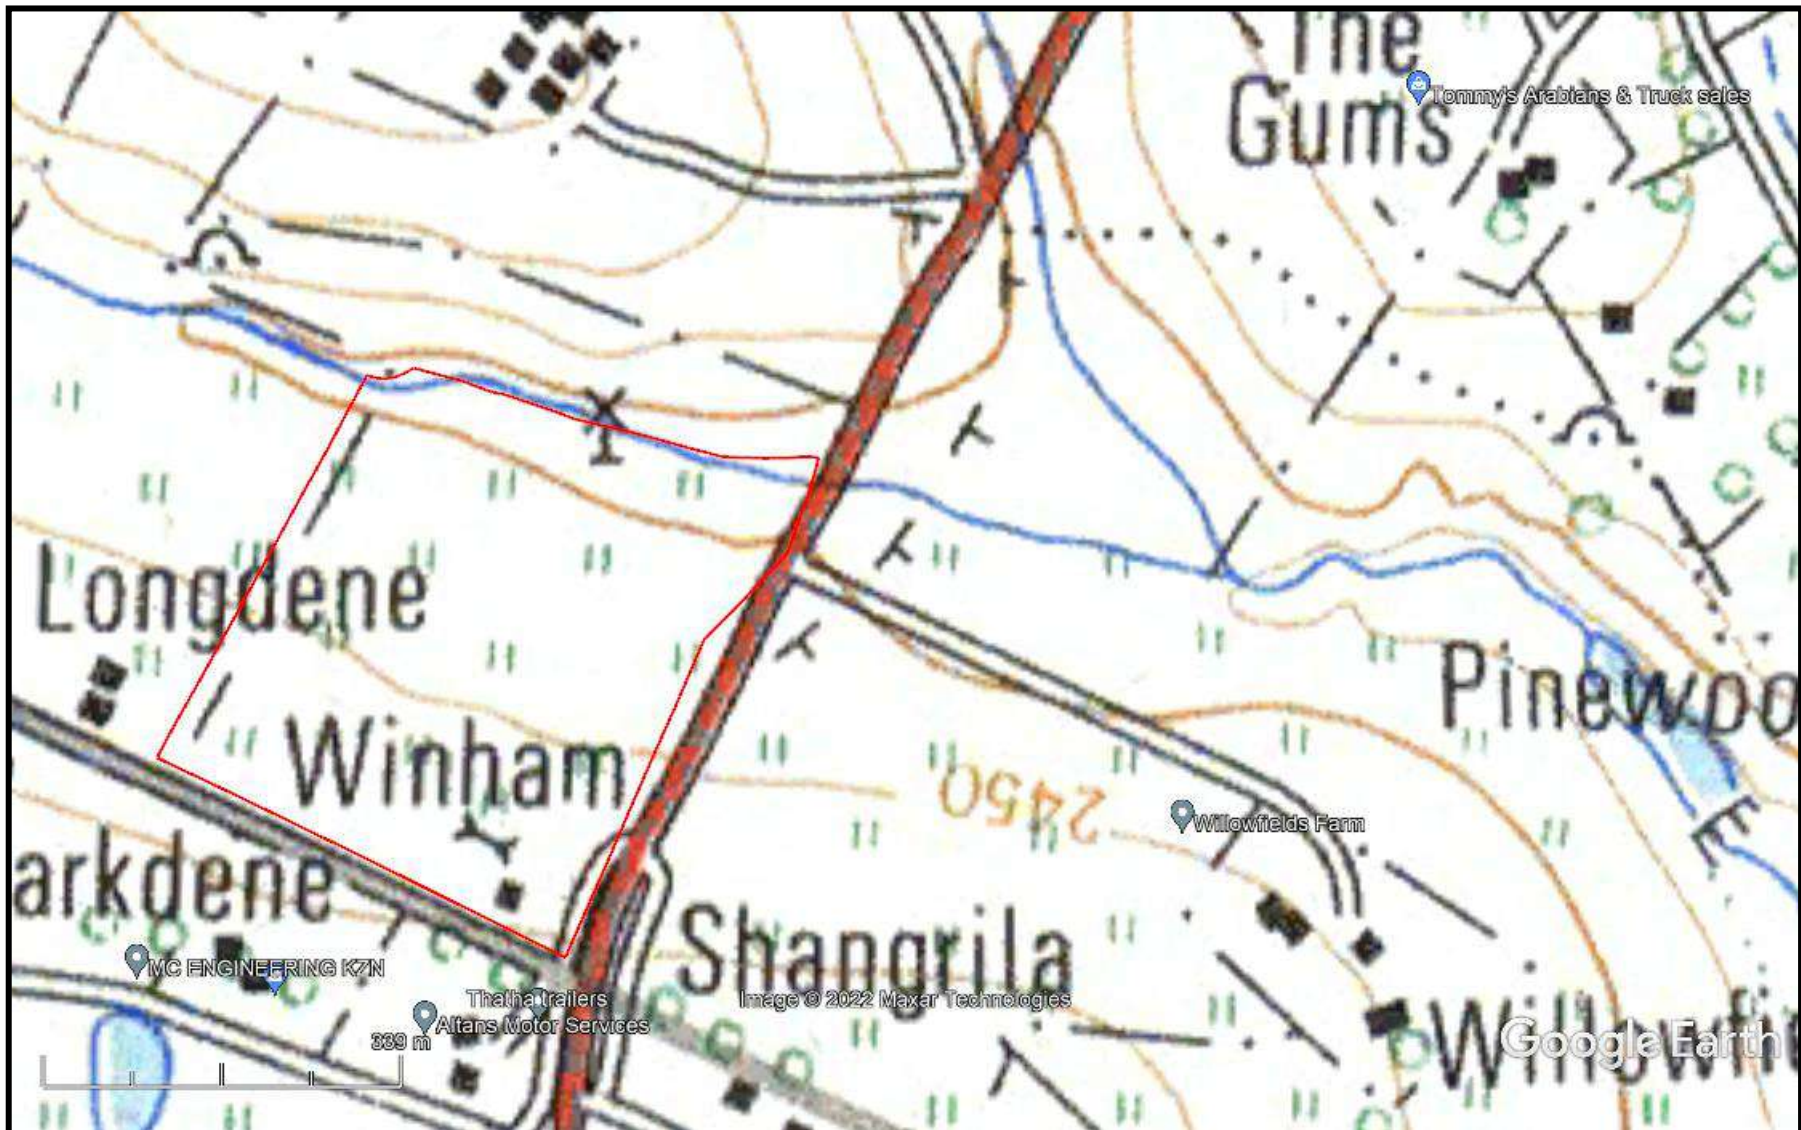 The
Gums
Tommy's Arabians & Truck sales
Longdene
Pinewoo
Winham
2450
Willowfields Farm
arkdene
Shangrila
MC ENGINEERING KZN
Thatha trailers
Image © 2022 Maxar Technologies
Altans Motor Services
Google Earth
339 m